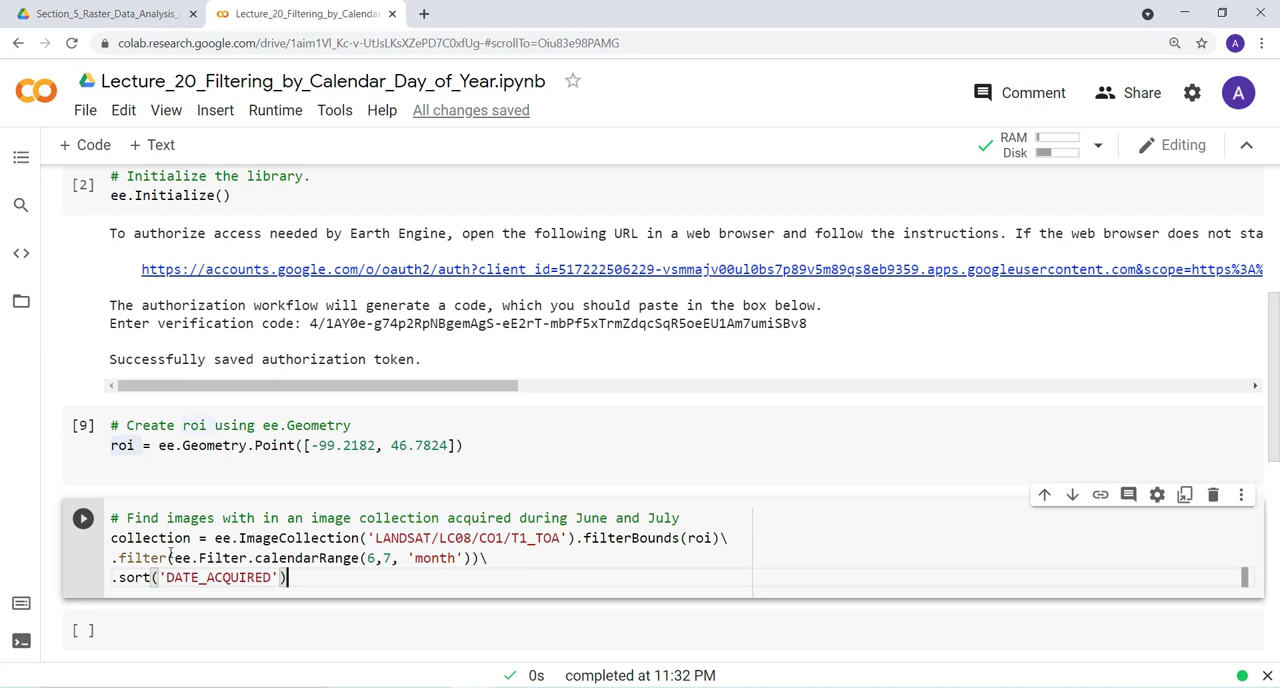 Section_5_Raster_Data_Analysis_
Lecture_20_Filtering_by_Calenda
colab.research.google.com/drive/1aim1Vl_Kc-v-UtJsLKsXZePD7C0xfUg-#scrollTo=Oiu83e98PAMG
A
CO
Lecture_20_Filtering_by_Calendar_Day_of_Year.ipynb
Comment
Share
A
File Edit View Insert Runtime Tools Help All changes saved
+ Code + Text
RAM
Disk
Editing
[2]
# Initialize the library.
ee.Initialize()
To authorize access needed by Earth Engine, open the following URL in a web browser and follow the instructions. If the web browser does not sta
https://accounts.google.com/o/oauth2/auth?client_id=517222506229-vsmmajv00ul0bs7p89v5m89qs8eb9359.apps.googleusercontent.com&scope=https%3A%
The authorization workflow will generate a code, which you should paste in the box below.
Enter verification code: 4/1AY0e-g74p2RpNBgemAgS-eE2rT-mbPf5xTrmZdqcSqR5oeEU1Am7umiSBv8
Successfully saved authorization token.
[9]
# Create roi using ee.Geometry
roi = ee.Geometry.Point([-99.2182, 46.7824])
# Find images with in an image collection acquired during June and July
collection = ee.ImageCollection('LANDSAT/LC08/CO1/T1_TOA').filterBounds(roi)\
.filter(ee.Filter.calendarRange(6,7, 'month'))\
.sort('DATE_ACQUIRED')
[ ]
0s completed at 11:32 PM